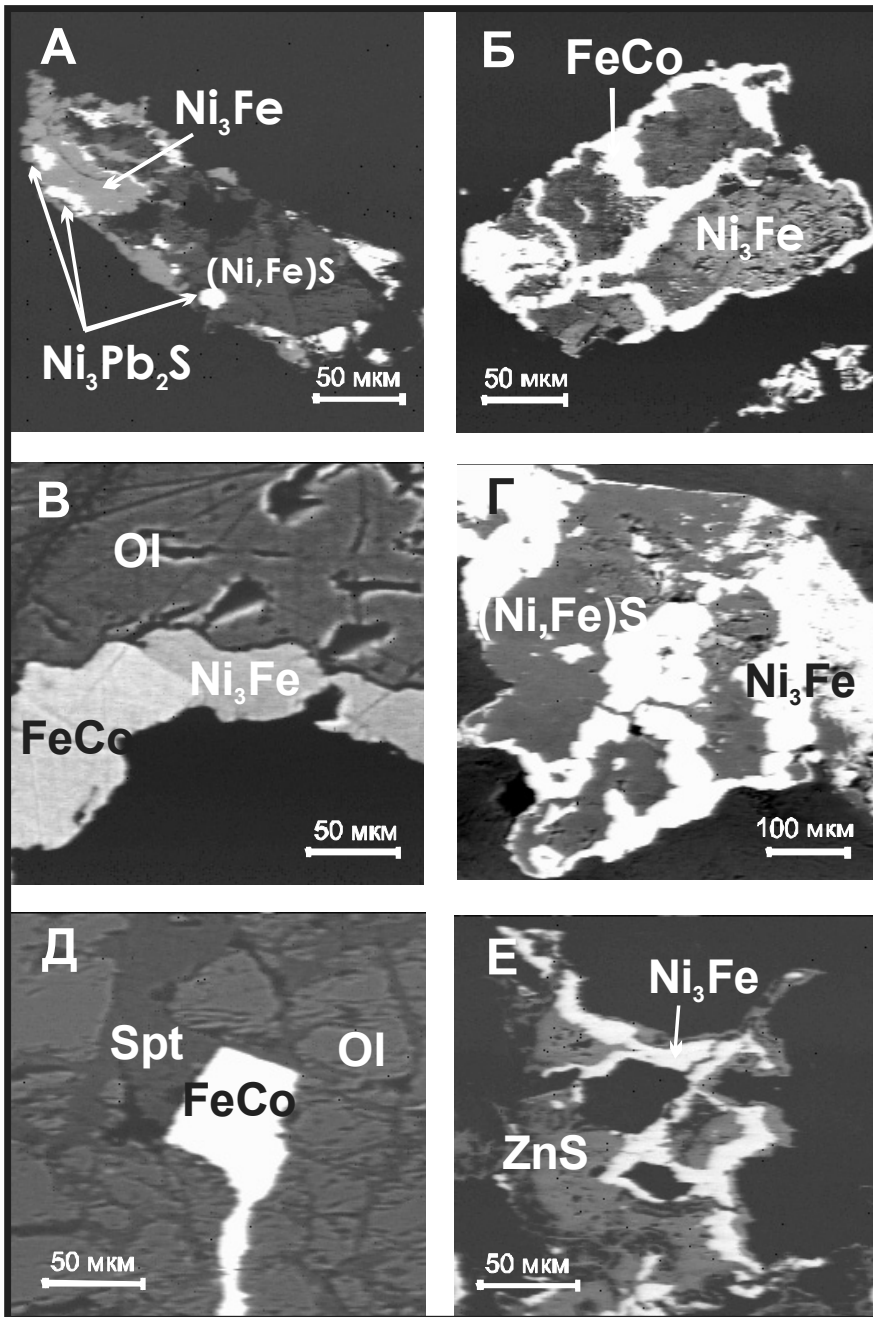 А
Ni₃Fe
(Ni,Fe)S
Ni₃Pb₂S
50 мкм
Б
FeCo
Ni₃Fe
50 мкм
В
Ol
Ni₃Fe
FeCo
50 мкм
Г
(Ni,Fe)S
Ni₃Fe
100 мкм
Д
Spt
Ol
FeCo
50 мкм
Е
Ni₃Fe
ZnS
50 мкм